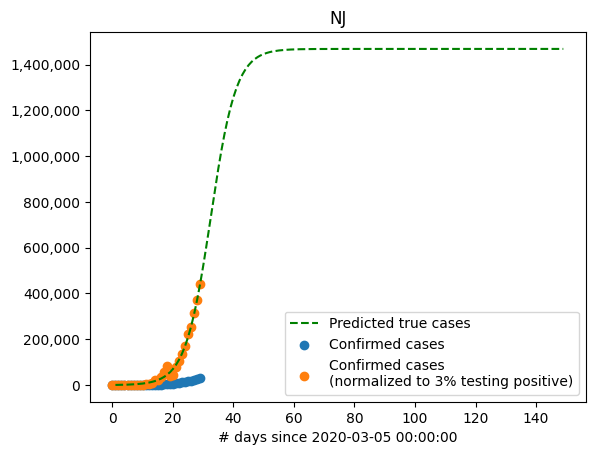 NJ
1,400,000
1,200,000
1,000,000
800,000
600,000
400,000
200,000
0
Predicted true cases
Confirmed cases
Confirmed cases
(normalized to 3% testing positive)
0 20 40 60 80 100 120 140
# days since 2020-03-05 00:00:00